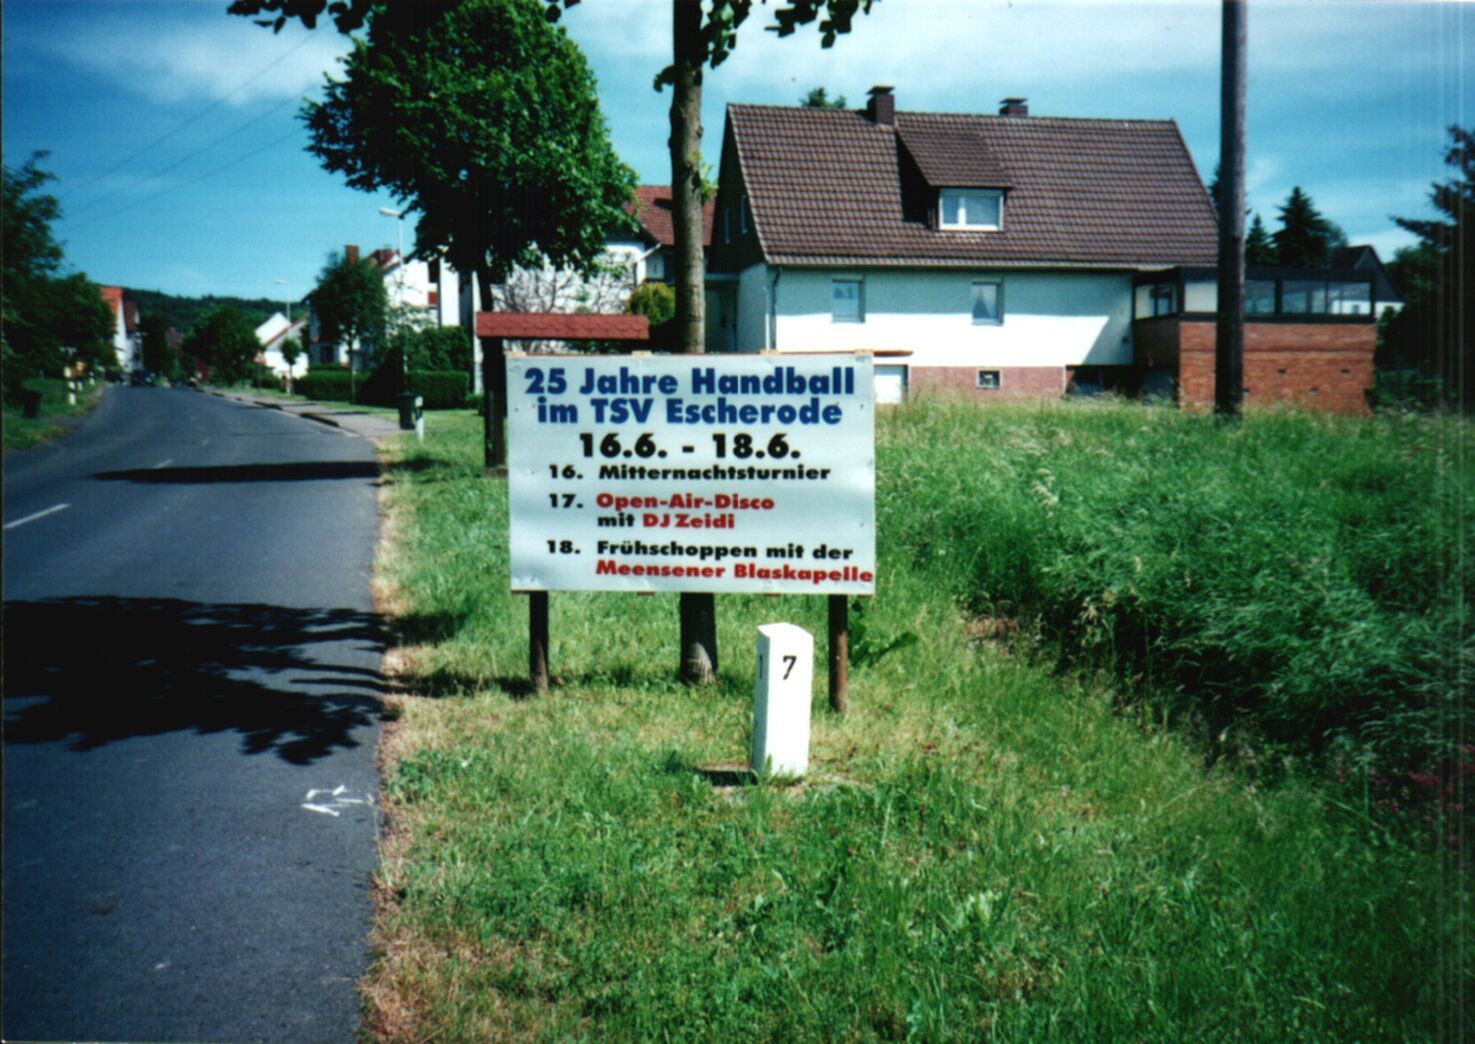 25 Jahre Handball
im TSV Escherode
16.6. - 18.6.
16. Mitternachtsturnier
17. Open-Air-Disco
mit DJ Zeidi
18. Frühschoppen mit der
Meensener Blaskapelle
1 7